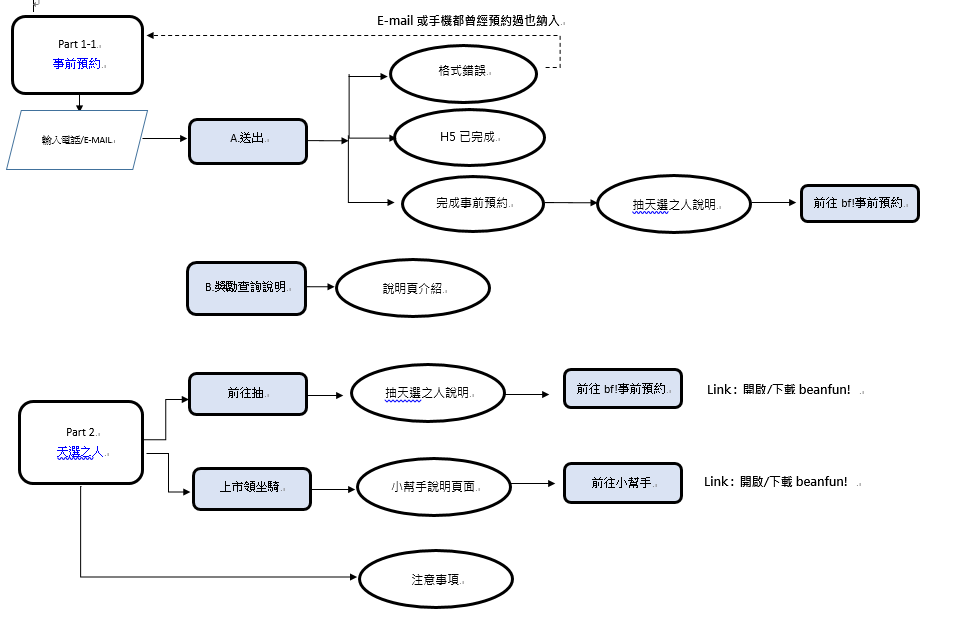 E-mail 或手機都曾經預約過也納入
Part 1-1
事前預約
格式錯誤
輸入電話/E-MAIL
A.送出
H5 已完成
完成事前預約
抽天選之人說明
前往 bf!事前預約
B.獎勵查詢說明
說明頁介紹
前往抽
抽天選之人說明
前往 bf!事前預約
Link：開啟/下載 beanfun!
Part 2
天選之人
上市領坐騎
小幫手說明頁面
前往小幫手
Link：開啟/下載 beanfun!
注意事項